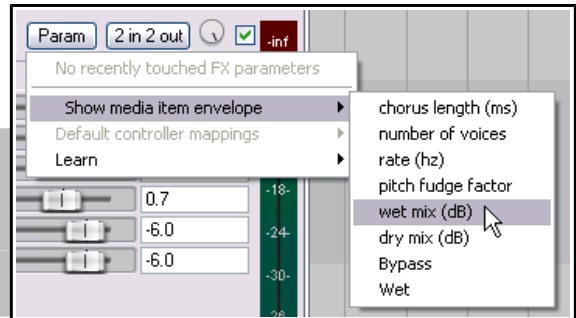 Param 2 in 2 out -inf
No recently touched FX parameters
Show media item envelope
Default controller mappings
Learn
chorus length (ms)
number of voices
rate (hz)
pitch fudge factor
wet mix (dB)
dry mix (dB)
Bypass
Wet
0.7 -18-
-6.0 -24-
-6.0
-30-